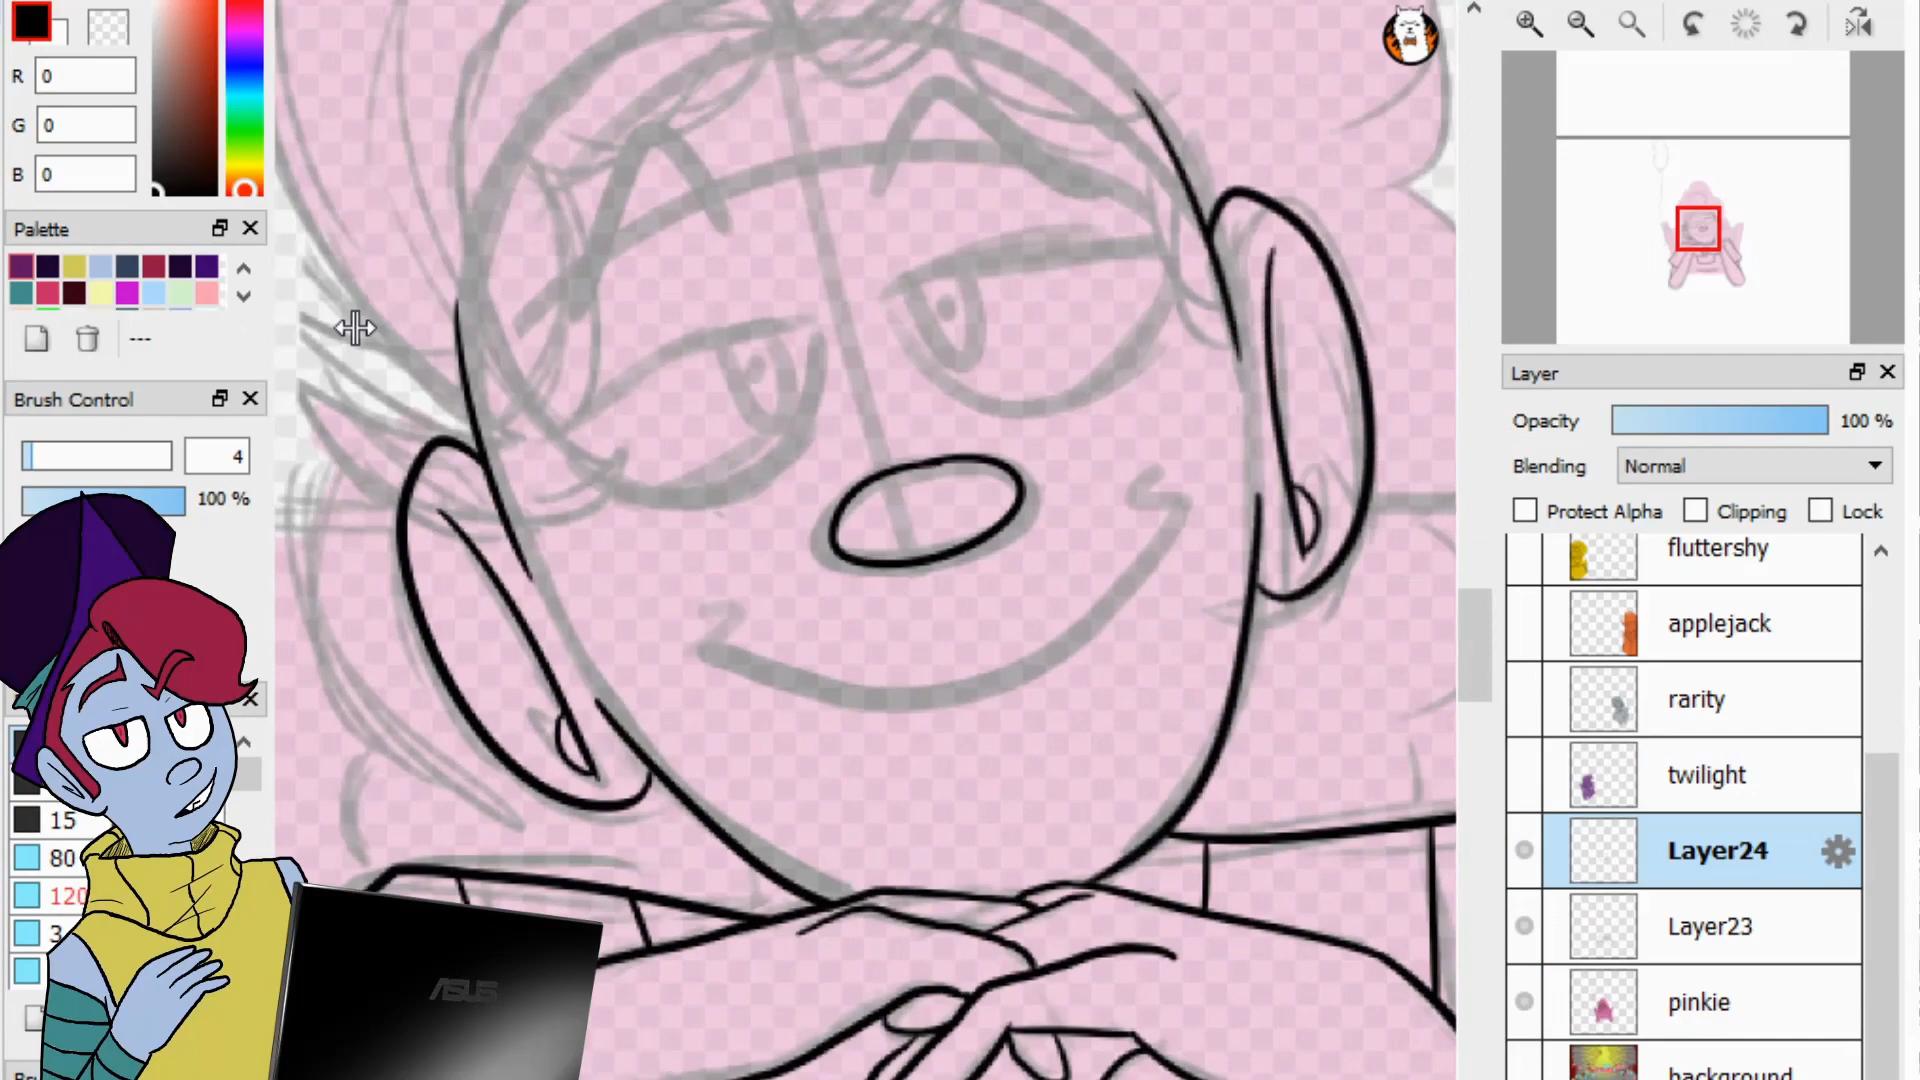 R 0
G 0
B 0
Palette
---
Brush Control
4
100 %
15
80
120
3
ASUS
Layer
Opacity 100 %
Blending Normal
Protect Alpha Clipping Lock
fluttershy
applejack
rarity
twilight
Layer24
Layer23
pinkie
background